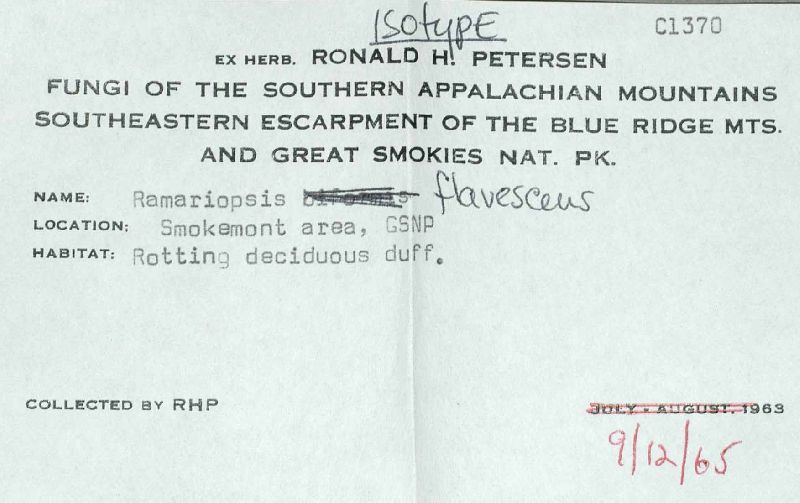 ISOTYPE
C1370
EX HERB. RONALD H. PETERSEN
FUNGI OF THE SOUTHERN APPALACHIAN MOUNTAINS
SOUTHEASTERN ESCARPMENT OF THE BLUE RIDGE MTS.
AND GREAT SMOKIES NAT. PK.
NAME: Ramariopsis biformis flavescens
LOCATION: Smokemont area, GSNP
HABITAT: Rotting deciduous duff.
COLLECTED BY RHP
JULY - AUGUST, 1963
9/12/65